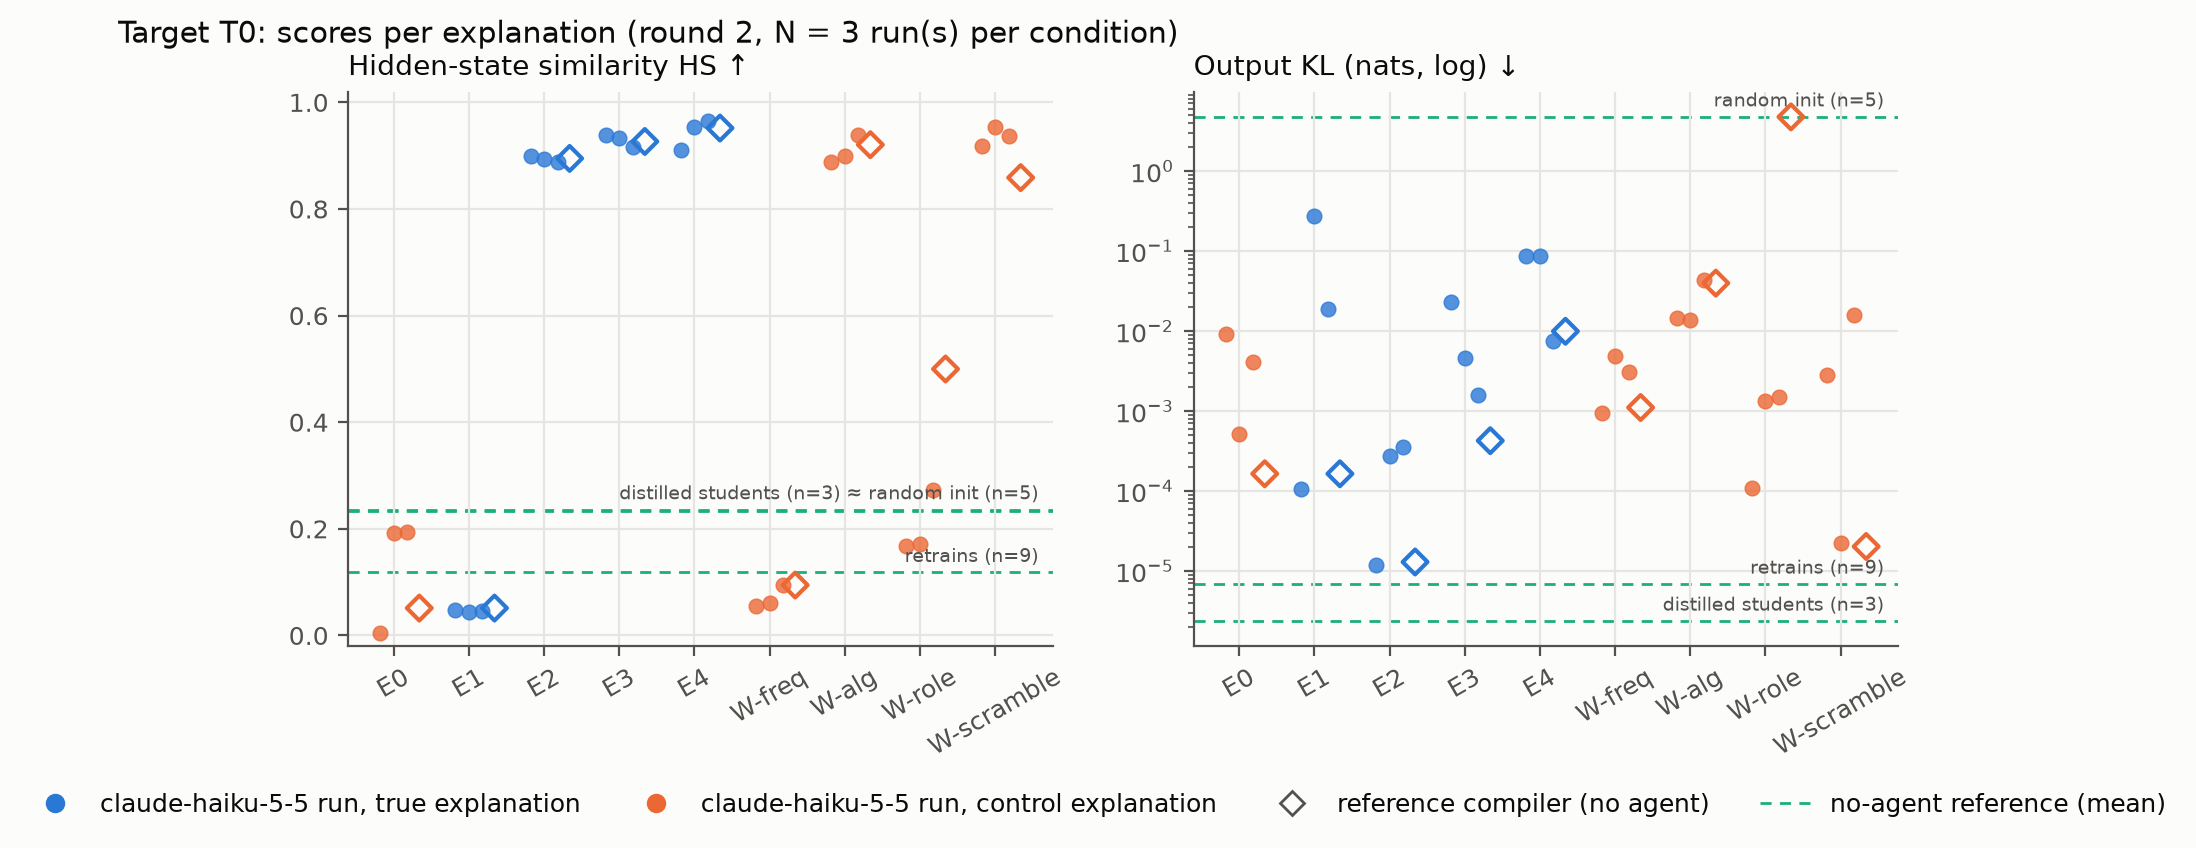 Target T0: scores per explanation (round 2, N = 3 run(s) per condition)
Hidden-state similarity HS ↑
1.0
0.8
0.6
0.4
0.2
0.0
distilled students (n=3) ≈ random init (n=5)
retrains (n=9)
E0
E1
E2
E3
E4
W-freq
W-alg
W-role
W-scramble
Output KL (nats, log) ↓
10⁰
10⁻¹
10⁻²
10⁻³
10⁻⁴
10⁻⁵
random init (n=5)
retrains (n=9)
distilled students (n=3)
E0
E1
E2
E3
E4
W-freq
W-alg
W-role
W-scramble
claude-haiku-5-5 run, true explanation
claude-haiku-5-5 run, control explanation
reference compiler (no agent)
no-agent reference (mean)